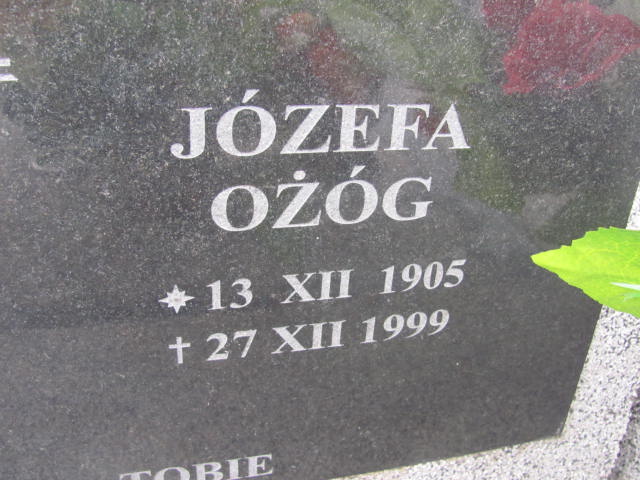 JÓZEFA
OŻÓG
13 XII 1905
✝ 27 XII 1999
TOBIE